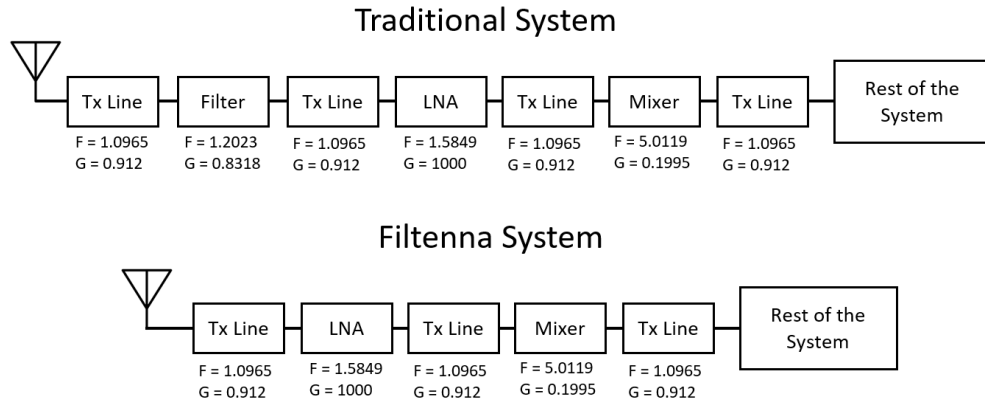 Traditional System
Tx Line
Filter
Tx Line
LNA
Tx Line
Mixer
Tx Line
Rest of the
System
F = 1.0965
G = 0.912
F = 1.2023
G = 0.8318
F = 1.0965
G = 0.912
F = 1.5849
G = 1000
F = 1.0965
G = 0.912
F = 5.0119
G = 0.1995
F = 1.0965
G = 0.912
Filtenna System
Tx Line
LNA
Tx Line
Mixer
Tx Line
Rest of the
System
F = 1.0965
G = 0.912
F = 1.5849
G = 1000
F = 1.0965
G = 0.912
F = 5.0119
G = 0.1995
F = 1.0965
G = 0.912